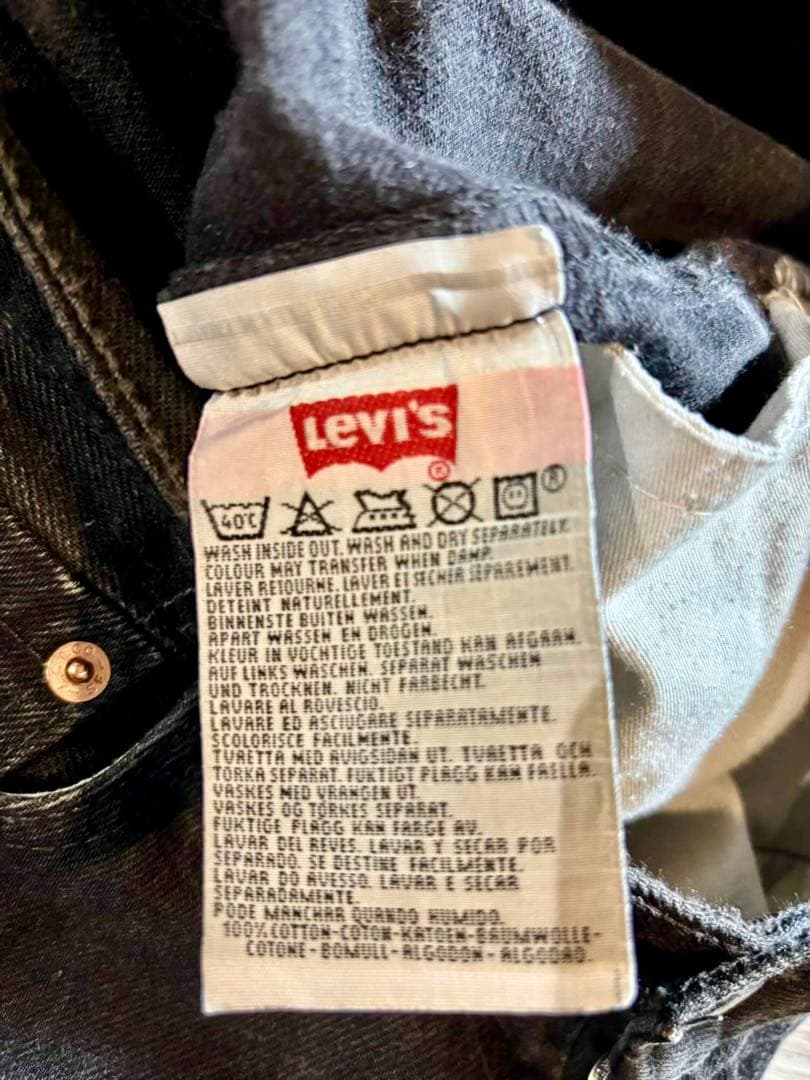 LEVI'S
®
40°C
®
WASH INSIDE OUT. WASH AND DRY SEPARATELY.
COLOUR MAY TRANSFER WHEN DAMP.
LAVER RETOURNE. LAVER ET SECHER SEPAREMENT.
DETEINT NATURELLEMENT.
BINNENSTE BUITEN WASSEN.
APART WASSEN EN DROGEN.
KLEUR IN VOCHTIGE TOESTAND KAN AFGAAN.
AUF LINKS WASCHEN. SEPARAT WASCHEN
UND TROCKNEN. NICHT FARBECHT.
LAVARE AL ROVESCIO.
LAVARE ED ASCIUGARE SEPARATAMENTE.
SCOLORISCE FACILMENTE.
TVAETTA MED AVIGSIDAN UT. TVAETTA OCH
TORKA SEPARAT. FUKTIGT PLAGG KAN FAELLA.
VASKES MED VRANGEN UT.
VASKES OG TORKES SEPARAT.
FUKTIGE PLAGG KAN FARGE AV.
LAVAR DEL REVES. LAVAR Y SECAR POR
SEPARADO. SE DESTINE FACILMENTE.
LAVAR DO AVESSO. LAVAR E SECAR
SEPARADAMENTE.
PODE MANCHAR QUANDO HUMIDO.
100% COTTON-COTON-KATOEN-BAUMWOLLE-
COTONE-BOMULL-ALGODON-ALGODAO.